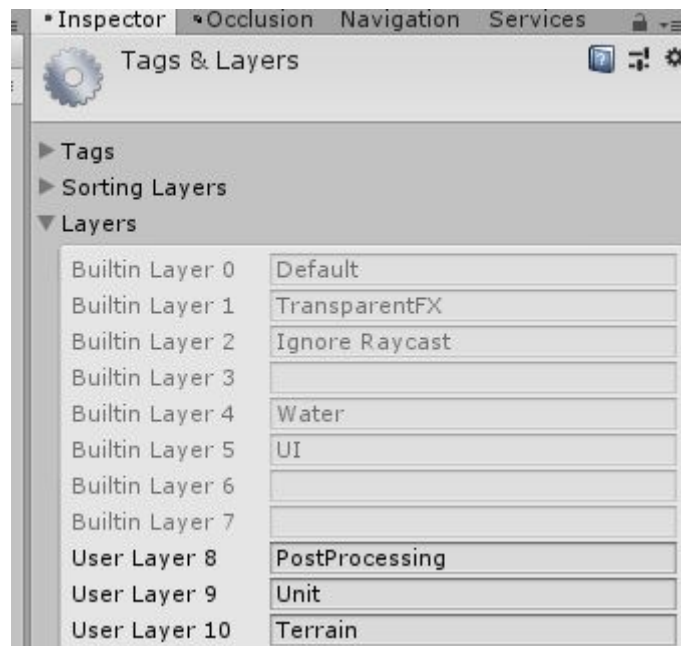 Inspector Occlusion Navigation Services
Tags & Layers
Tags
Sorting Layers
Layers
Builtin Layer 0 Default
Builtin Layer 1 TransparentFX
Builtin Layer 2 Ignore Raycast
Builtin Layer 3
Builtin Layer 4 Water
Builtin Layer 5 UI
Builtin Layer 6
Builtin Layer 7
User Layer 8 PostProcessing
User Layer 9 Unit
User Layer 10 Terrain